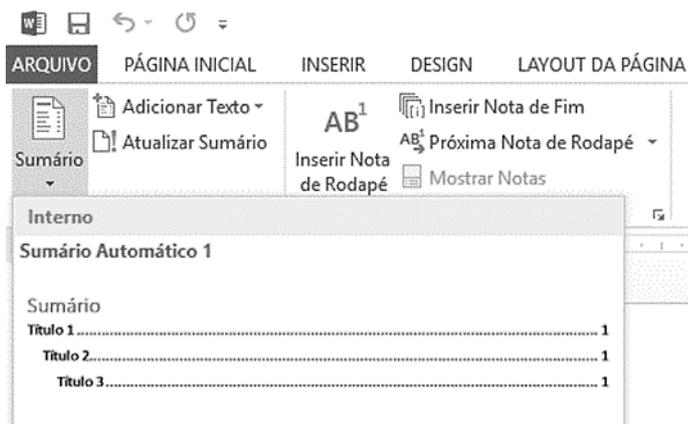 ARQUIVO PÁGINA INICIAL INSERIR DESIGN LAYOUT DA PÁGINA
Sumário
Adicionar Texto
Atualizar Sumário
AB¹
Inserir Nota
de Rodapé
[i] Inserir Nota de Fim
AB¹ Próxima Nota de Rodapé
Mostrar Notas
Interno
Sumário Automático 1
Sumário
Título 1........................................................................................................ 1
Título 2..................................................................................................... 1
Título 3.................................................................................................. 1